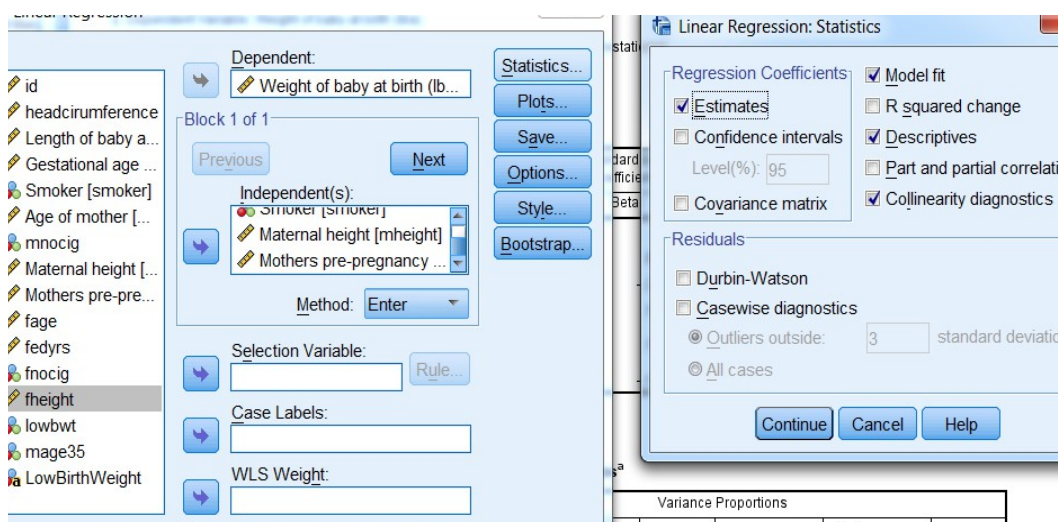 Linear Regression
id
headcirumference
Length of baby a...
Gestational age ...
Smoker [smoker]
Age of mother [...
mnocig
Maternal height [...
Mothers pre-pre...
fage
fedyrs
fnocig
fheight
lowbwt
mage35
LowBirthWeight
Dependent:
Weight of baby at birth (lb...
Block 1 of 1
Previous
Next
Independent(s):
Smoker [smoker]
Maternal height [mheight]
Mothers pre-pregnancy ...
Method: Enter
Selection Variable:
Rule...
Case Labels:
WLS Weight:
Statistics...
Plots...
Save...
Options...
Style...
Bootstrap...
Beta
Linear Regression: Statistics
Regression Coefficients
Estimates
Confidence intervals
Level(%): 95
Covariance matrix
Model fit
R squared change
Descriptives
Part and partial correlati
Collinearity diagnostics
Residuals
Durbin-Watson
Casewise diagnostics
Outliers outside: 3 standard deviatio
All cases
Continue
Cancel
Help
Variance Proportions